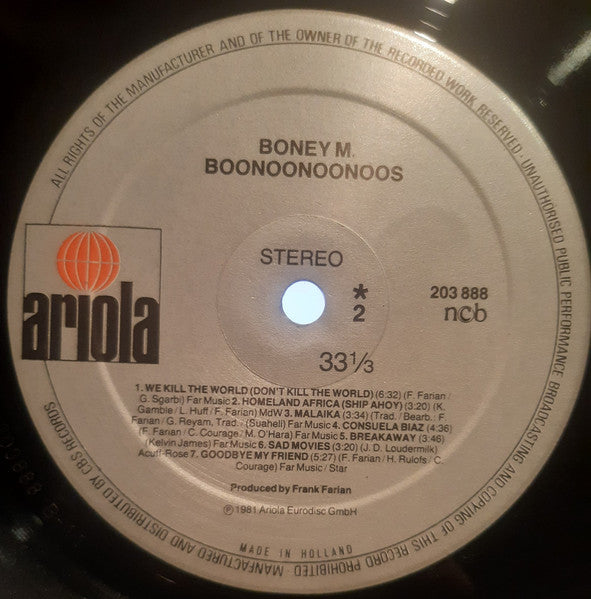 ALL RIGHTS OF THE MANUFACTURER AND OF THE OWNER OF THE RECORDED WORK RESERVED · UNAUTHORISED PUBLIC PERFORMANCE BROADCASTING AND COPYING OF THIS RECORD PROHIBITED · MANUFACTURED AND DISTRIBUTED BY CBS RECORDS
BONEY M.
BOONOONOONOOS
ariola
STEREO
*
2
203 888
ncb
33⅓
1. WE KILL THE WORLD (DON'T KILL THE WORLD) (6:32) (F. Farian/
G. Sgarbi) Far Music 2. HOMELAND AFRICA (SHIP AHOY) (3:20) (K.
Gamble/L. Huff/F. Farian) MdW 3. MALAIKA (3:34) (Trad./Bearb.: F.
Farian/G. Reyam, Trad./(Suaheli) Far Music 4. CONSUELA BIAZ (4:36)
(F. Farian/C. Courage/M. O'Hara) Far Music 5. BREAKAWAY (3:46)
(Kelvin James) Far Music 6. SAD MOVIES (3:20) (J. D. Loudermilk)
Acuff-Rose 7. GOODBYE MY FRIEND (5:27) (F. Farian/H. Rulofs/C.
Courage) Far Music/Star
Produced by Frank Farian
℗ 1981 Ariola Eurodisc GmbH
MADE IN HOLLAND